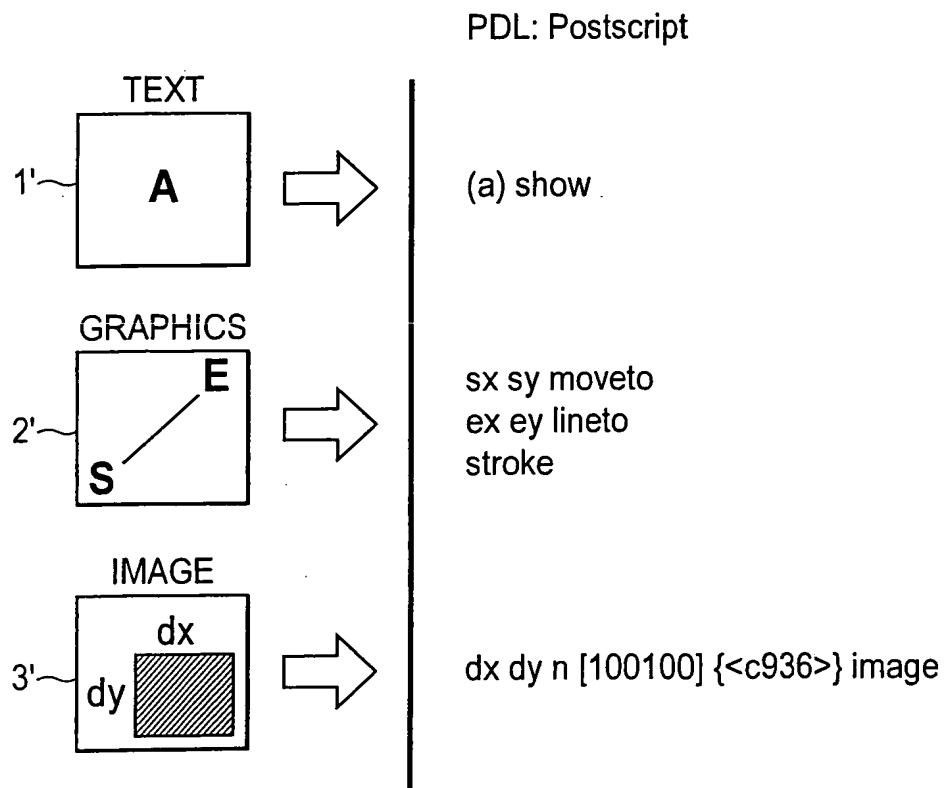 PDL: Postscript
TEXT
1'
A
(a) show
GRAPHICS
2'
E
S
sx sy moveto
ex ey lineto
stroke
IMAGE
3'
dx
dy
dx dy n [100100] {<c936>} image